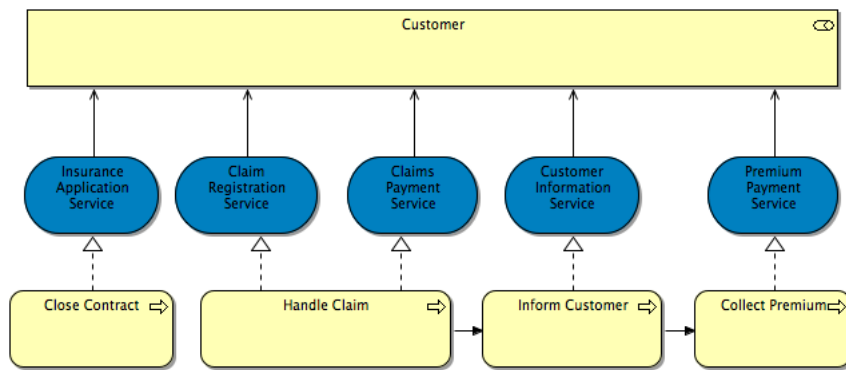 Customer
Insurance
Application
Service
Claim
Registration
Service
Claims
Payment
Service
Customer
Information
Service
Premium
Payment
Service
Close Contract
Handle Claim
Inform Customer
Collect Premium